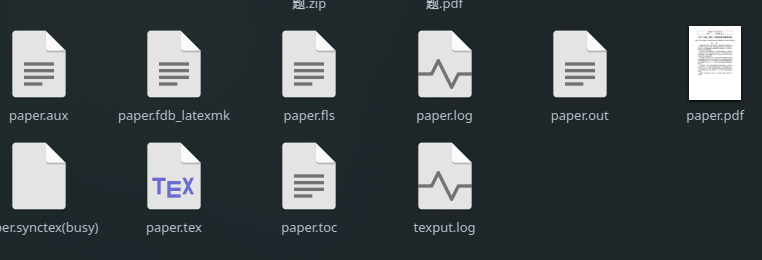 题.zip
题.pdf
paper.aux
paper.fdb_latexmk
paper.fls
paper.log
paper.out
paper.pdf
er.synctex(busy)
TEX
paper.tex
paper.toc
texput.log